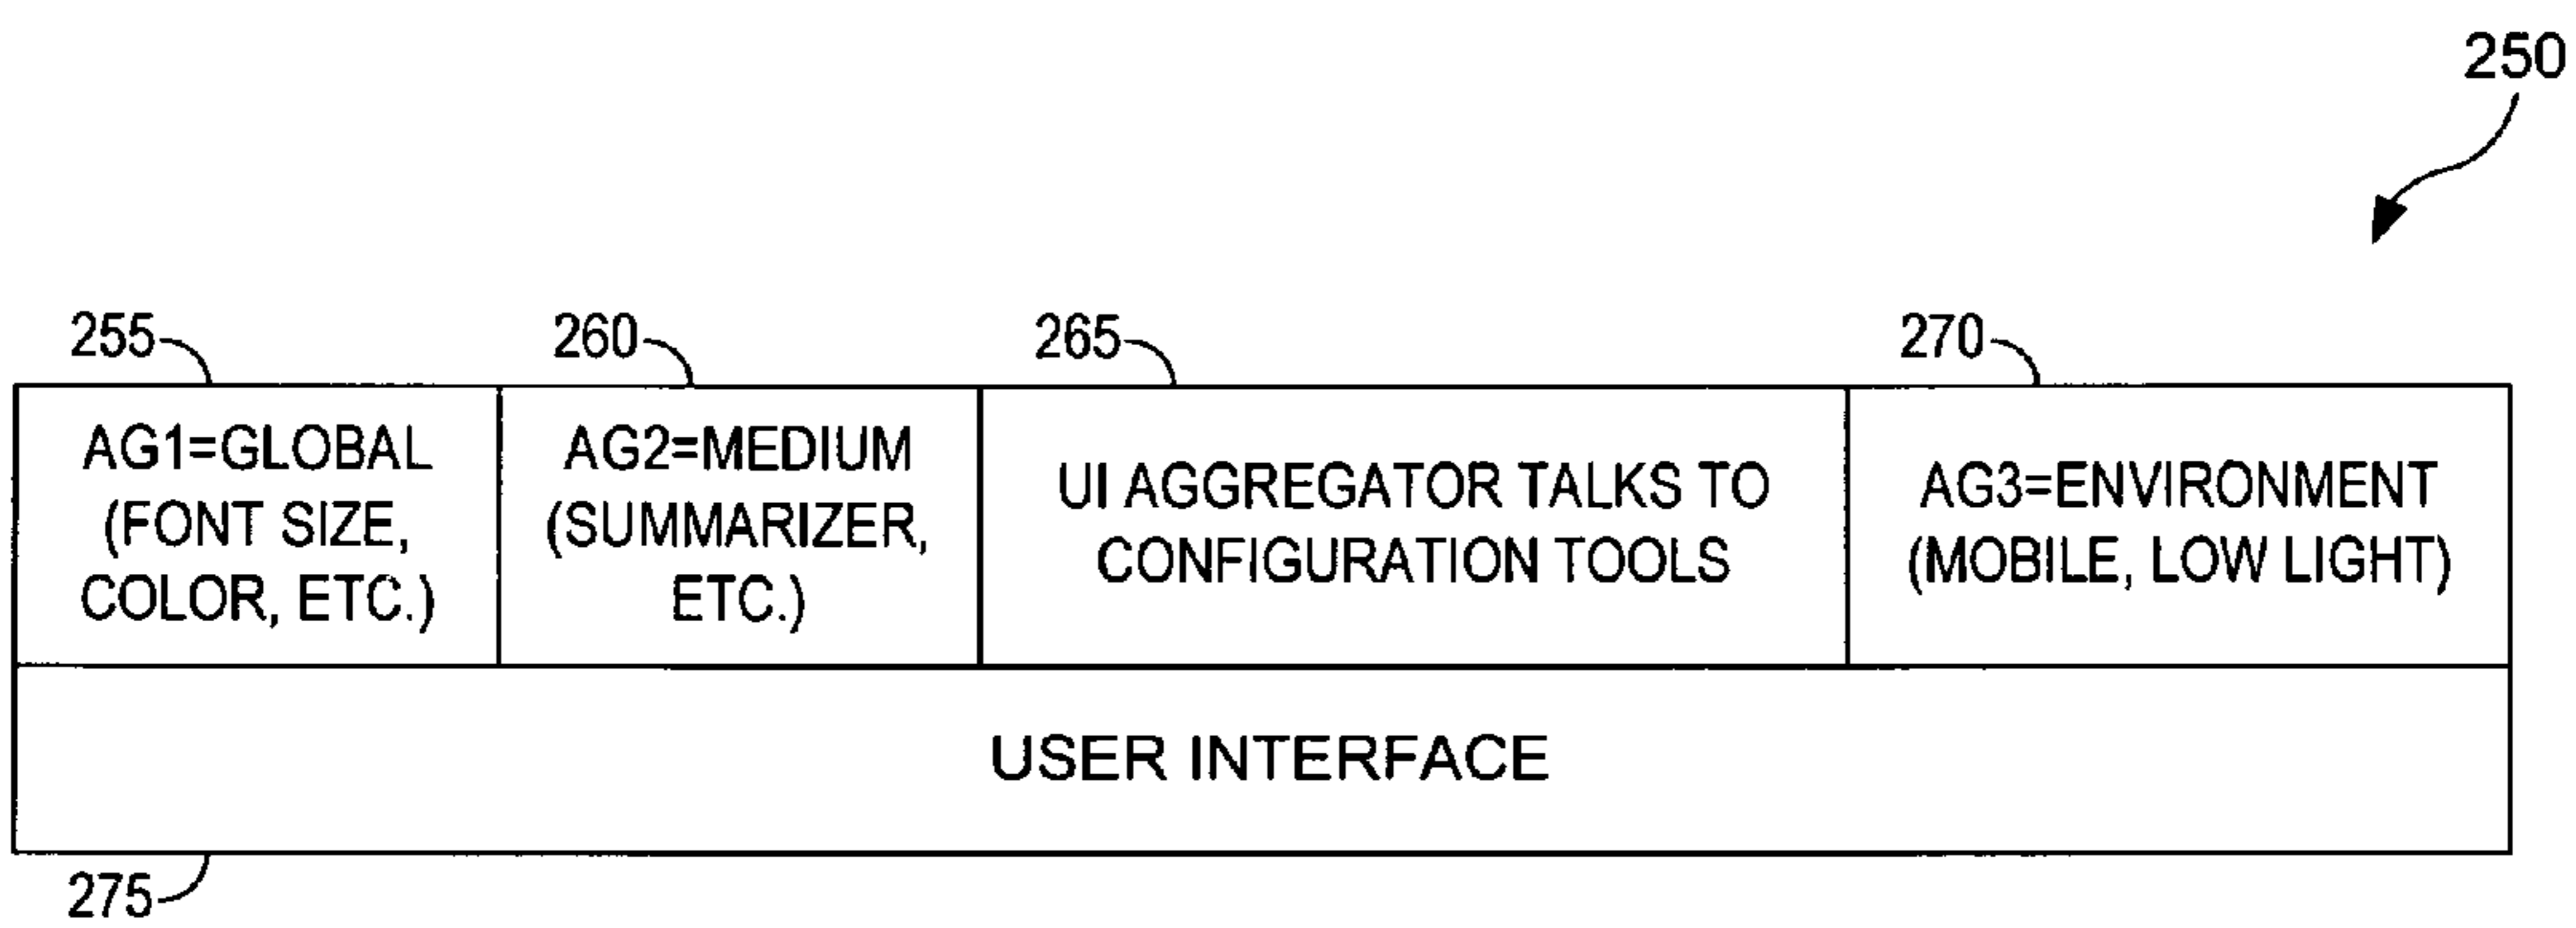 250
255
260
265
270
AG1=GLOBAL
(FONT SIZE,
COLOR, ETC.)
AG2=MEDIUM
(SUMMARIZER,
ETC.)
UI AGGREGATOR TALKS TO
CONFIGURATION TOOLS
AG3=ENVIRONMENT
(MOBILE, LOW LIGHT)
USER INTERFACE
275